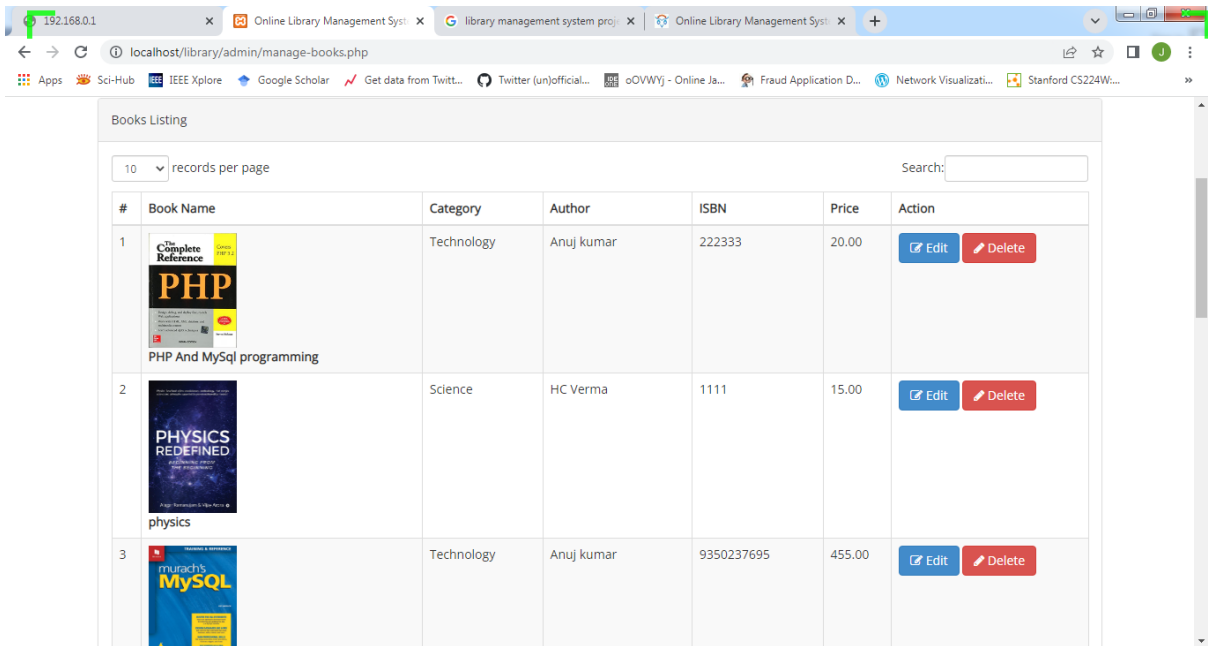 192.168.0.1 Online Library Management Syst library management system proj Online Library Management Syst
localhost/library/admin/manage-books.php J
Apps Sci-Hub IEEE IEEE Xplore Google Scholar Get data from Twitt... Twitter (un)official... oOVWYj - Online Ja... Fraud Application D... Network Visualizati... Stanford CS224W:... »
Books Listing
10 records per page Search:
# Book Name Category Author ISBN Price Action
1 Technology Anuj kumar 222333 20.00 Edit Delete
The
Complete
Reference
PHP
PHP And MySql programming
2 Science HC Verma 1111 15.00 Edit Delete
PHYSICS
REDEFINED
physics
3 Technology Anuj kumar 9350237695 455.00 Edit Delete
TRAINING & REFERENCE
murach's
MySQL